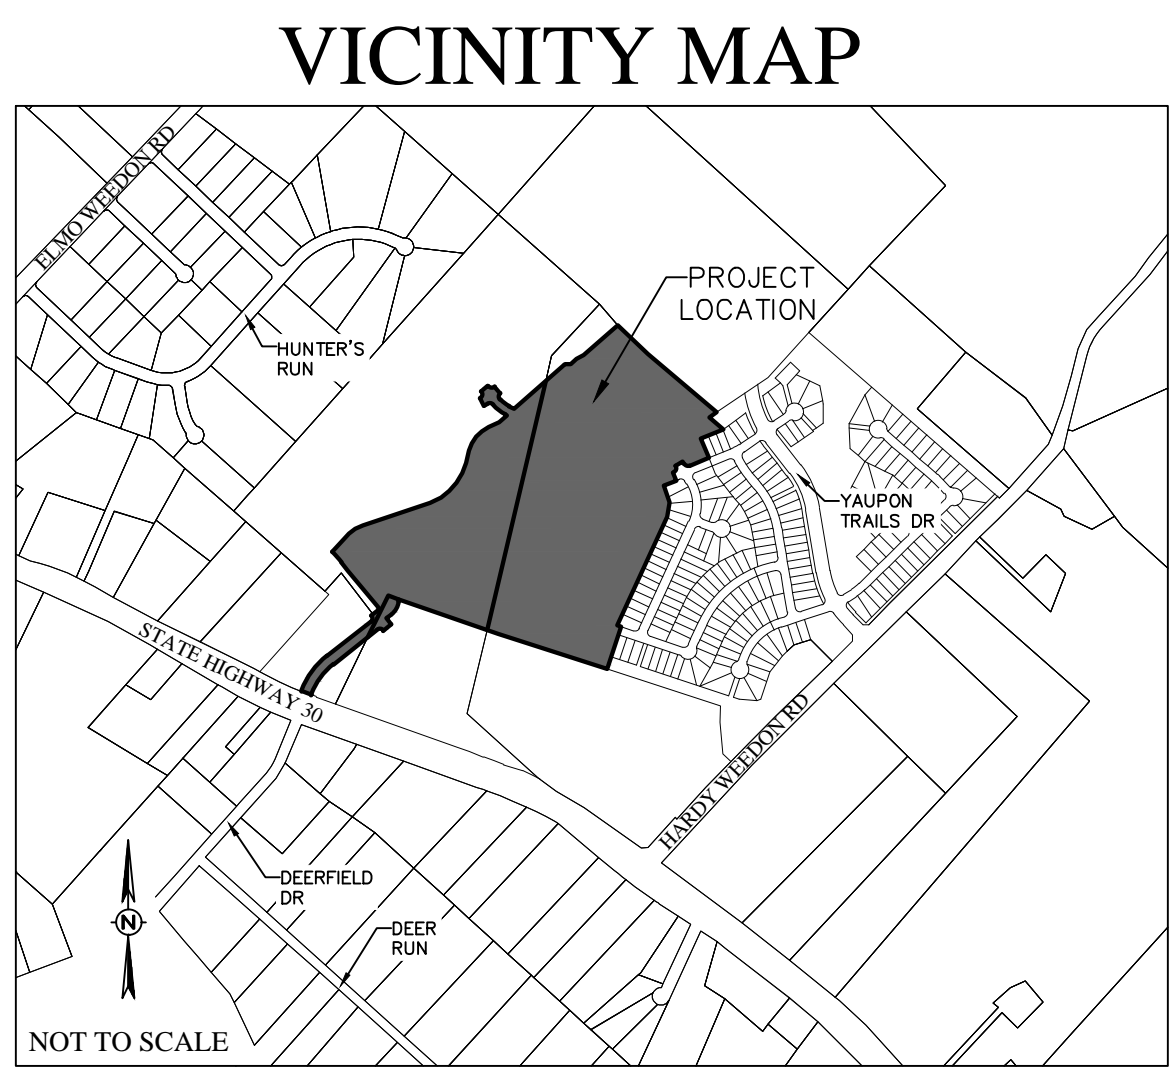 VICINITY MAP
ELMO WEEDON RD
PROJECT
LOCATION
HUNTER'S
RUN
YAUPON
TRAILS DR
STATE HIGHWAY 30
HARDY WEEDON RD
DEERFIELD
DR
DEER
RUN
N
NOT TO SCALE